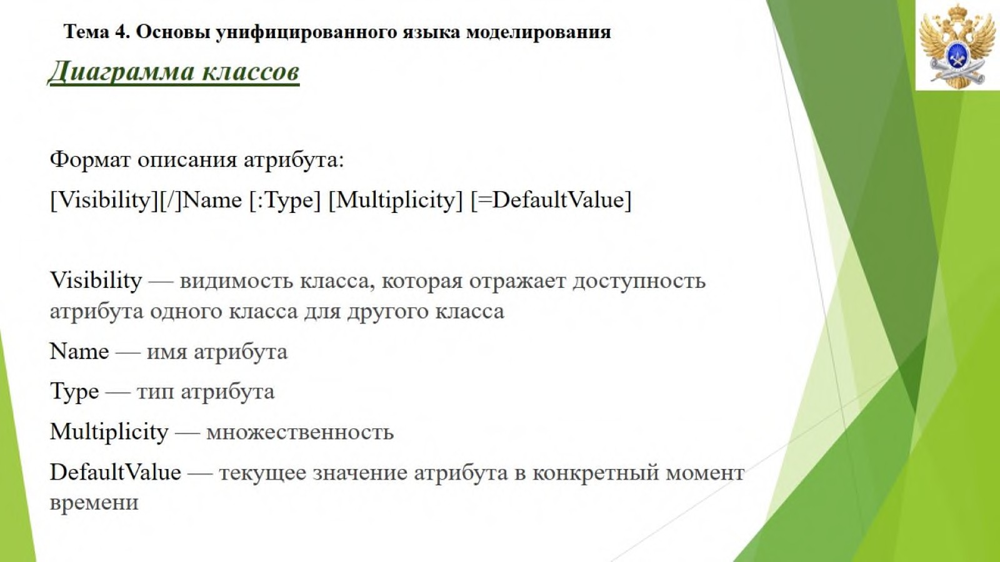 Тема 4. Основы унифицированного языка моделирования
Диаграмма классов
Формат описания атрибута:
[Visibility][/]Name [:Type] [Multiplicity] [=DefaultValue]
Visibility — видимость класса, которая отражает доступность
атрибута одного класса для другого класса
Name — имя атрибута
Type — тип атрибута
Multiplicity — множественность
DefaultValue — текущее значение атрибута в конкретный момент
времени